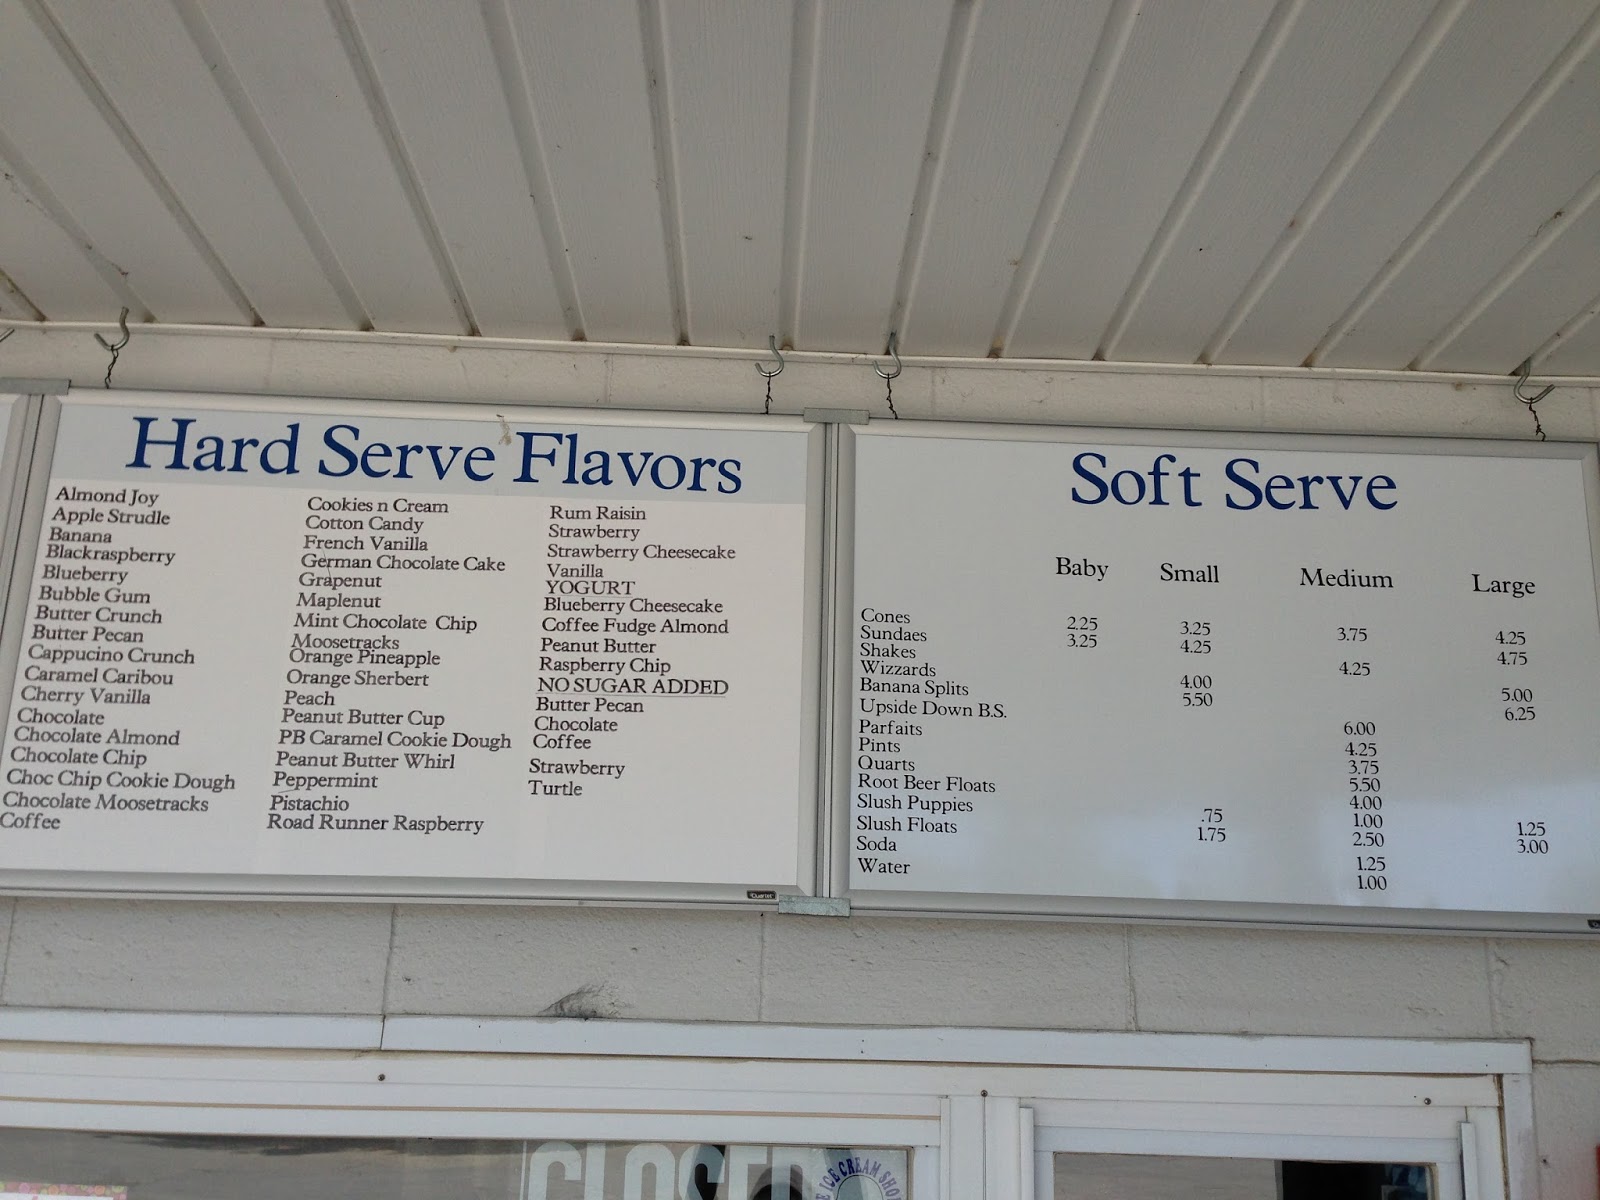 Hard Serve Flavors
Almond Joy
Apple Strudle
Banana
Blackraspberry
Blueberry
Bubble Gum
Butter Crunch
Butter Pecan
Cappucino Crunch
Caramel Caribou
Cherry Vanilla
Chocolate
Chocolate Almond
Chocolate Chip
Choc Chip Cookie Dough
Chocolate Moosetracks
Coffee
Cookies n Cream
Cotton Candy
French Vanilla
German Chocolate Cake
Grapenut
Maplenut
Mint Chocolate Chip
Moosetracks
Orange Pineapple
Orange Sherbert
Peach
Peanut Butter Cup
PB Caramel Cookie Dough
Peanut Butter Whirl
Peppermint
Pistachio
Road Runner Raspberry
Rum Raisin
Strawberry
Strawberry Cheesecake
Vanilla
YOGURT
Blueberry Cheesecake
Coffee Fudge Almond
Peanut Butter
Raspberry Chip
NO SUGAR ADDED
Butter Pecan
Chocolate
Coffee
Strawberry
Turtle
Quartet
Soft Serve
Baby Small Medium Large
Cones 2.25 3.25 3.75 4.25
Sundaes 3.25 4.25 4.75
Shakes 4.25
Wizzards 4.00 5.00
Banana Splits 5.50 6.25
Upside Down B.S. 6.00
Parfaits 4.25
Pints 3.75
Quarts 5.50
Root Beer Floats 4.00
Slush Puppies .75 1.00 1.25
Slush Floats 1.75 2.50 3.00
Soda 1.25
Water 1.00
CLOSED
ICE CREAM